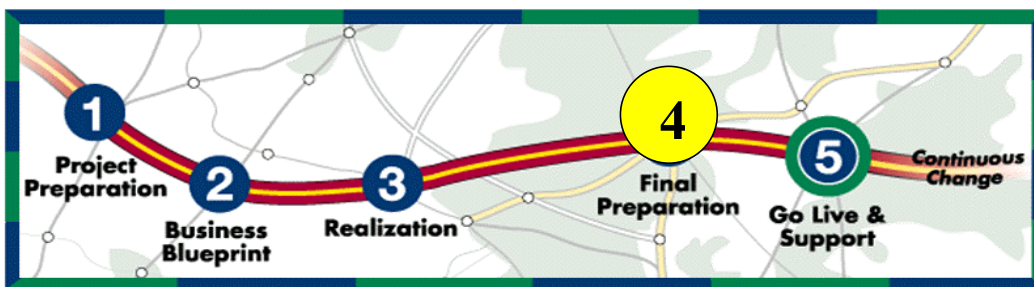 1
Project
Preparation
2
Business
Blueprint
3
Realization
4
Final
Preparation
5
Go Live &
Support
Continuous
Change